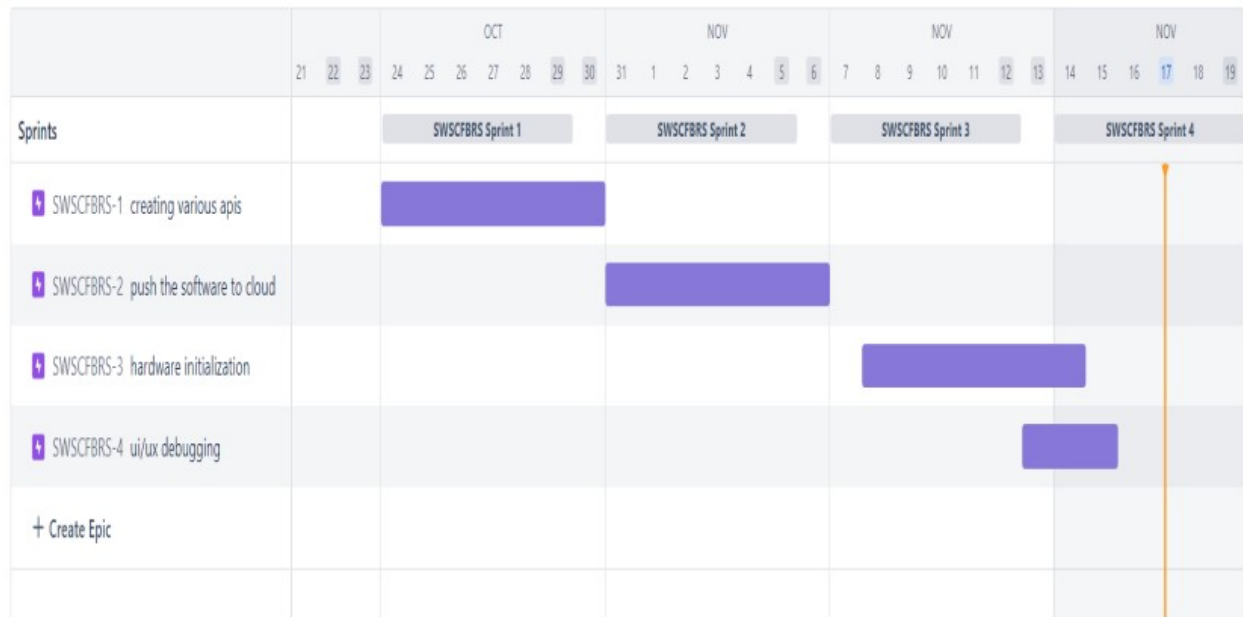 OCT NOV NOV NOV
21 22 23 24 25 26 27 28 29 30 31 1 2 3 4 5 6 7 8 9 10 11 12 13 14 15 16 17 18 19
Sprints SWSCFBRS Sprint 1 SWSCFBRS Sprint 2 SWSCFBRS Sprint 3 SWSCFBRS Sprint 4
SWSCFBRS-1 creating various apis
SWSCFBRS-2 push the software to cloud
SWSCFBRS-3 hardware initialization
SWSCFBRS-4 ui/ux debugging
+ Create Epic